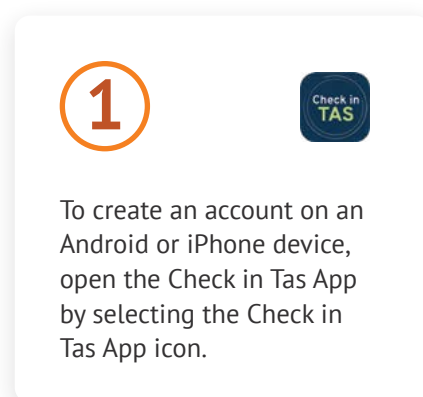 1
Check in
TAS
To create an account on an
Android or iPhone device,
open the Check in Tas App
by selecting the Check in
Tas App icon.